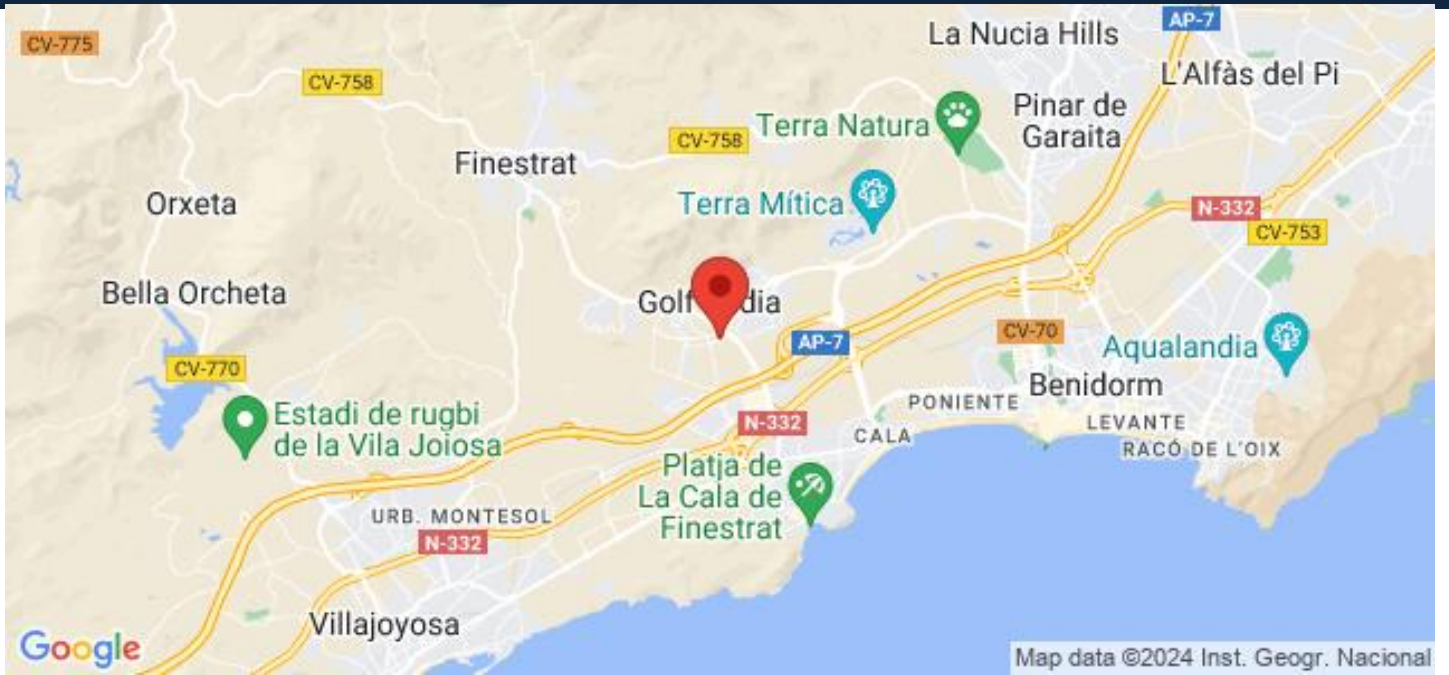 AP-7
La Nucia Hills
CV-775
L'Alfàs del Pi
CV-758
Pinar de
Garaita
Terra Natura
CV-758
Finestrat
Terra Mítica
Orxeta
N-332
CV-753
Bella Orcheta
Golf
dia
CV-70
AP-7
Aqualandia
CV-770
Benidorm
PONIENTE
Estadi de rugbi
de la Vila Joiosa
N-332
LEVANTE
CALA
RACÓ DE L'OIX
Platja de
La Cala de
Finestrat
URB. MONTESOL
N-332
Villajoyosa
Google
Map data ©2024 Inst. Geogr. Nacional